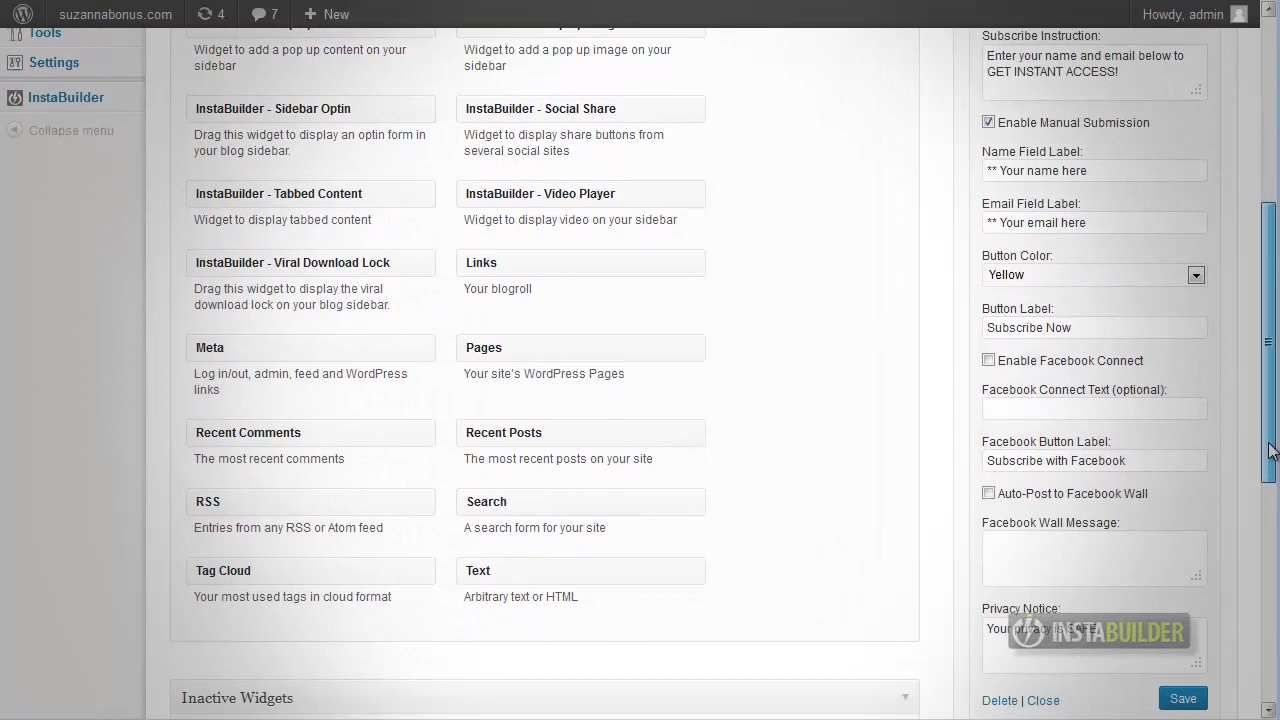 suzannabonus.com 4 7 New Howdy, admin
Tools
Settings
InstaBuilder
Collapse menu
Widget to add a pop up content on your
sidebar
Widget to add a pop up image on your
sidebar
InstaBuilder - Sidebar Optin
Drag this widget to display an optin form in
your blog sidebar.
InstaBuilder - Social Share
Widget to display share buttons from
several social sites
InstaBuilder - Tabbed Content
Widget to display tabbed content
InstaBuilder - Video Player
Widget to display video on your sidebar
InstaBuilder - Viral Download Lock
Drag this widget to display the viral
download lock on your blog sidebar.
Links
Your blogroll
Meta
Log in/out, admin, feed and WordPress
links
Pages
Your site's WordPress Pages
Recent Comments
The most recent comments
Recent Posts
The most recent posts on your site
RSS
Entries from any RSS or Atom feed
Search
A search form for your site
Tag Cloud
Your most used tags in cloud format
Text
Arbitrary text or HTML
Inactive Widgets
Subscribe Instruction:
Enter your name and email below to
GET INSTANT ACCESS!
Enable Manual Submission
Name Field Label:
** Your name here
Email Field Label:
** Your email here
Button Color:
Yellow
Button Label:
Subscribe Now
Enable Facebook Connect
Facebook Connect Text (optional):
Facebook Button Label:
Subscribe with Facebook
Auto-Post to Facebook Wall
Facebook Wall Message:
Privacy Notice:
Your privacy is SAFE
INSTABUILDER
Delete | Close
Save